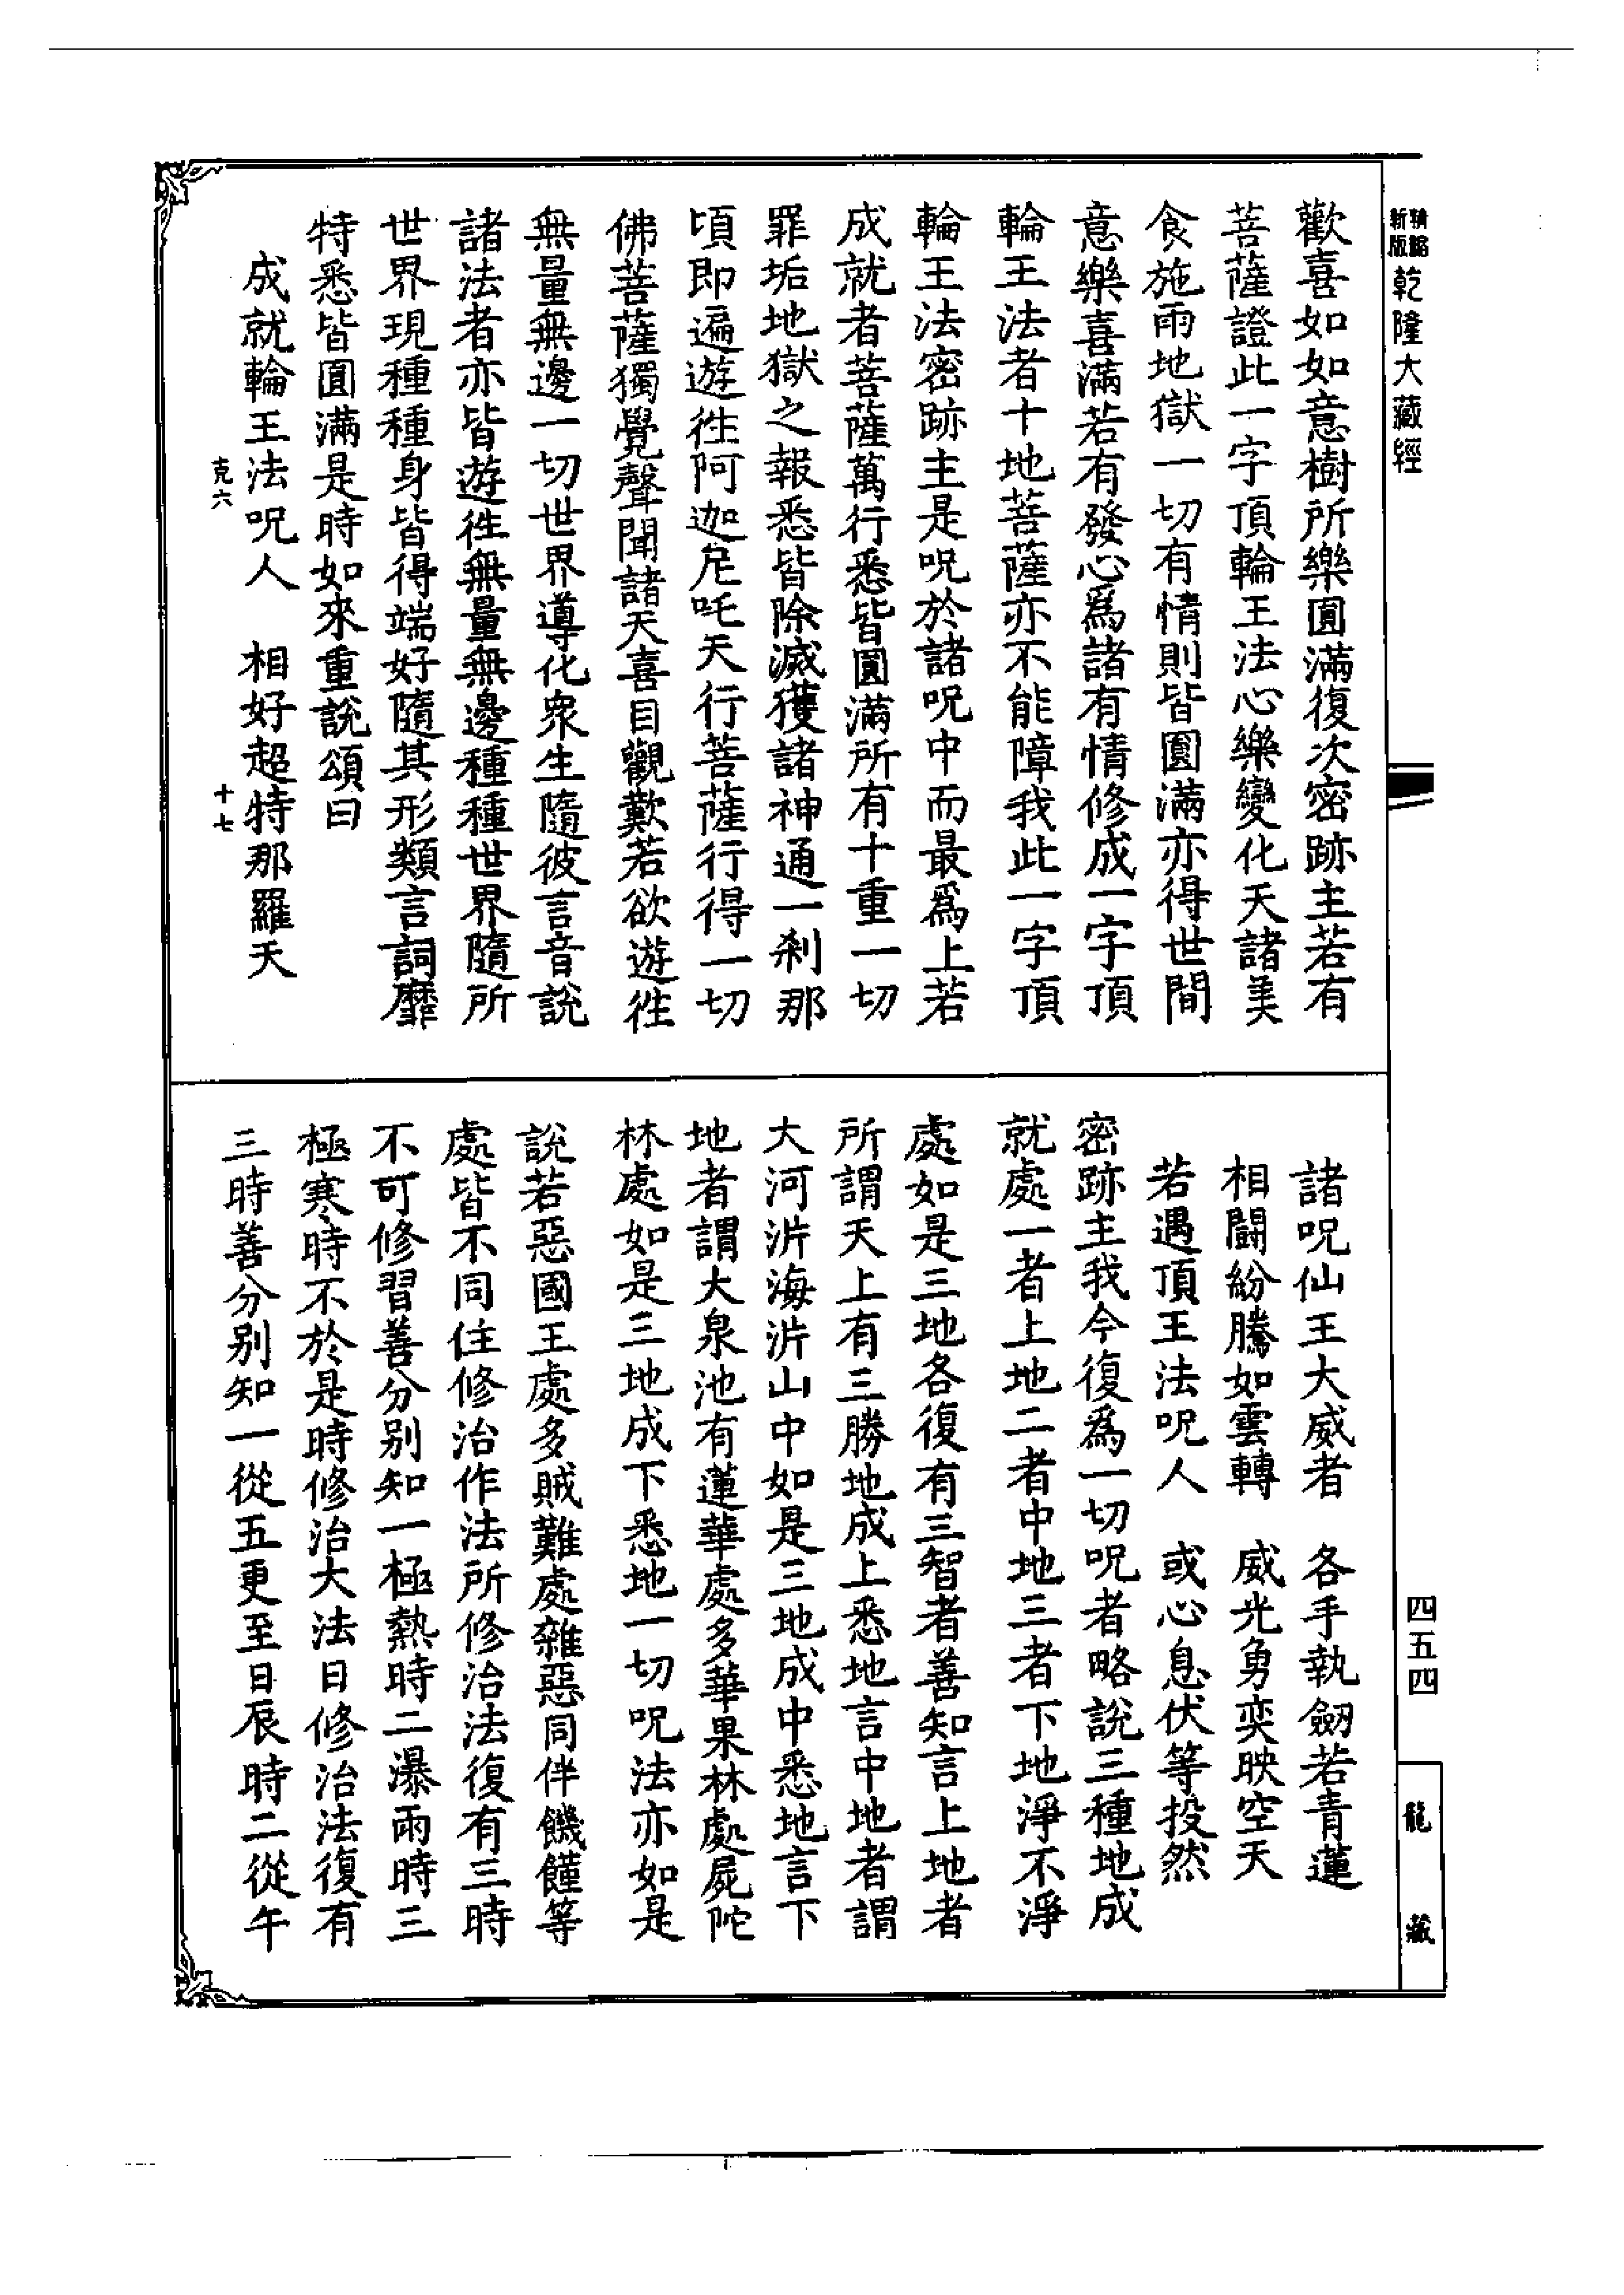 精縮新版乾隆大藏經
歡喜如如意樹所樂圓滿復次密跡主若有
菩薩證此一字頂輪王法心樂變化天諸美
食施雨地獄一切有情則皆圓滿亦得世間
意樂喜滿若有發心爲諸有情修成一字頂
輪王法者十地菩薩亦不能障我此一字頂
輪王法密跡主是呪於諸呪中而最爲上若
成就者菩薩萬行悉皆圓滿所有十重一切
罪垢地獄之報悉皆除滅獲諸神通一剎那
頃即遍遊往阿迦尼吒天行菩薩行得一切
佛菩薩獨覺聲聞諸天喜目觀歎若欲遊往
無量無邊一切世界導化衆生隨彼言音說
諸法者亦皆遊往無量無邊種種世界隨所
世界現種種身皆得端好隨其形類言詞靡
特悉皆圓滿是時如來重說頌曰
成就輪王法呪人　相好超特那羅天
克六　十七
諸呪仙王大威者　各手執劒若青蓮
相鬪紛騰如雲轉　威光勇奕映空天
若遇頂王法呪人　或心息伏等投然
密跡主我今復爲一切呪者略說三種地成
就處一者上地二者中地三者下地淨不淨
處如是三地各復有三智者善知言上地者
所謂天上有三勝地成上悉地言中地者謂
大河泝海泝山中如是三地成中悉地言下
地者謂大泉池有蓮華處多華果林處屍陀
林處如是三地成下悉地一切呪法亦如是
說若惡國王處多賊難處雜惡同伴饑饉等
處皆不同住修治作法所修治法復有三時
不可修習善分別知一極熱時二瀑雨時三
極寒時不於是時修治大法日修治法復有
三時善分別知一從五更至日辰時二從午
四五四
龍藏